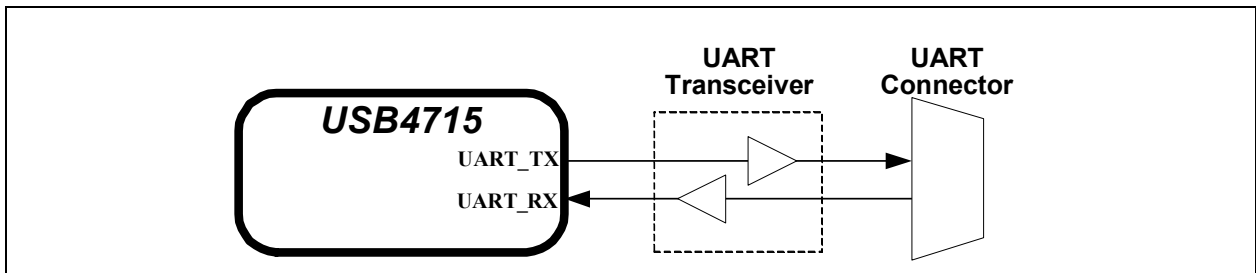 UART
Transceiver
UART
Connector
USB4715
UART_TX
UART_RX